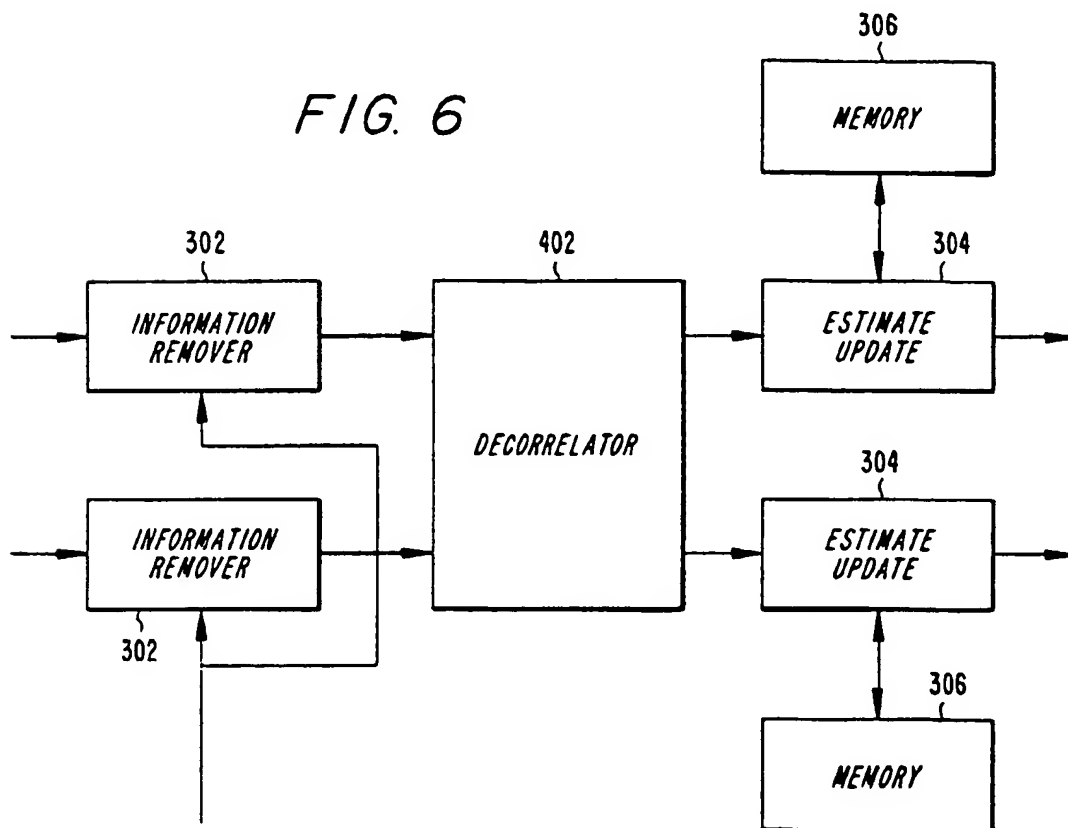 FIG. 6
306
MEMORY
302
INFORMATION
REMOVER
402
DECORRELATOR
304
ESTIMATE
UPDATE
INFORMATION
REMOVER
302
304
ESTIMATE
UPDATE
306
MEMORY